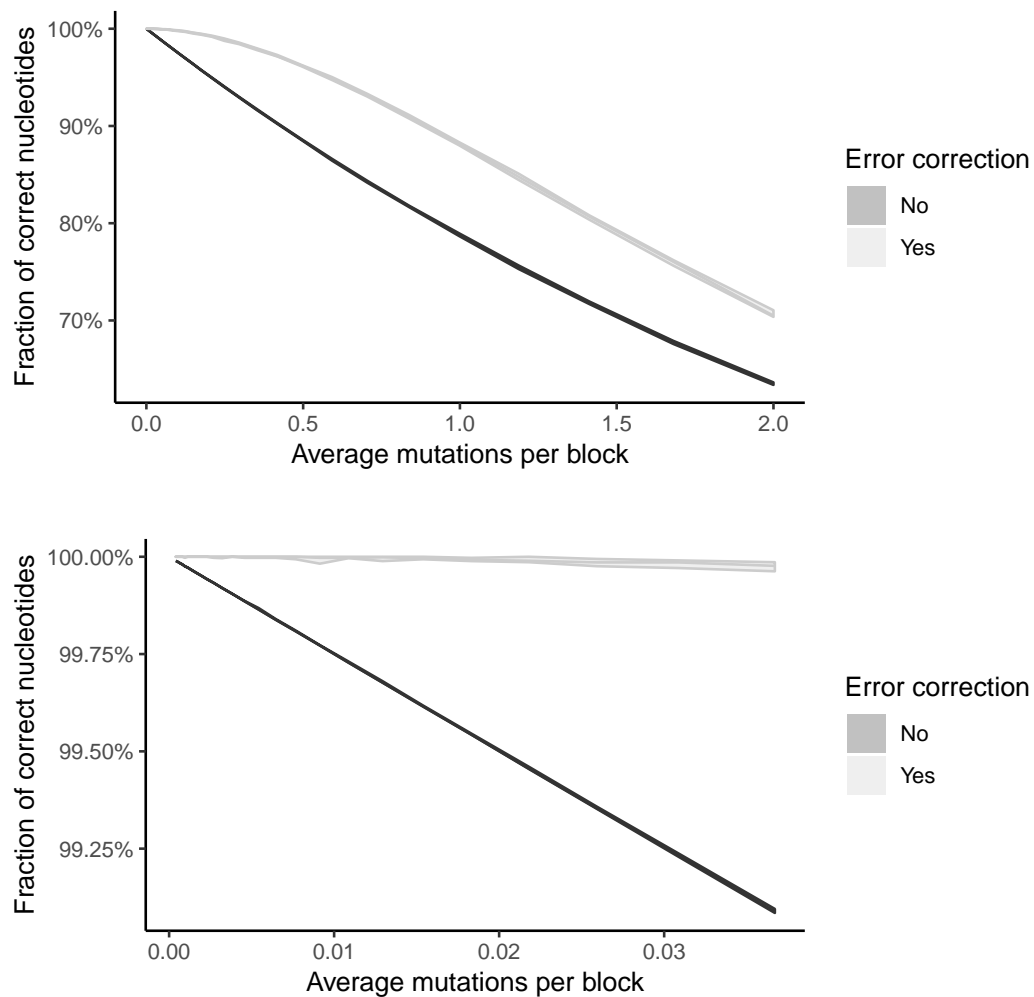 100%
90%
80%
70%
Fraction of correct nucleotides
0.0 0.5 1.0 1.5 2.0
Average mutations per block
Error correction
No
Yes
100.00%
99.75%
99.50%
99.25%
Fraction of correct nucleotides
0.00 0.01 0.02 0.03
Average mutations per block
Error correction
No
Yes